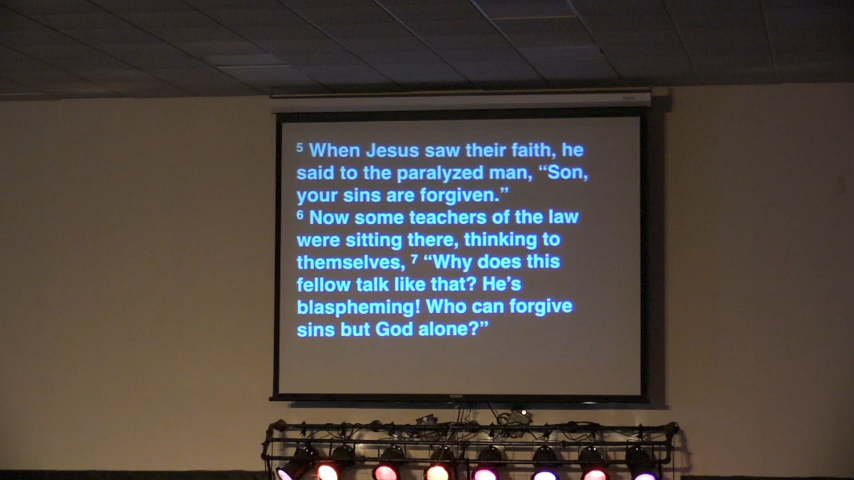 5 When Jesus saw their faith, he
said to the paralyzed man, “Son,
your sins are forgiven.”
6 Now some teachers of the law
were sitting there, thinking to
themselves, 7 “Why does this
fellow talk like that? He’s
blaspheming! Who can forgive
sins but God alone?”